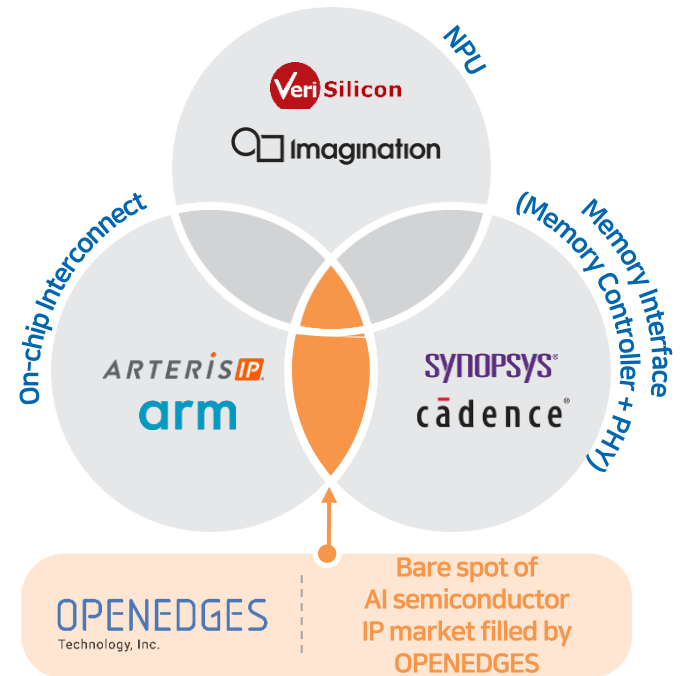 NPU
VeriSilicon
Imagination
On-chip Interconnect
Memory Interface
(Memory Controller + PHY)
ARTERIS IP
arm
SYNOPSYS®
cādence®
OPENEDGES
Technology, Inc.
Bare spot of
AI semiconductor
IP market filled by
OPENEDGES